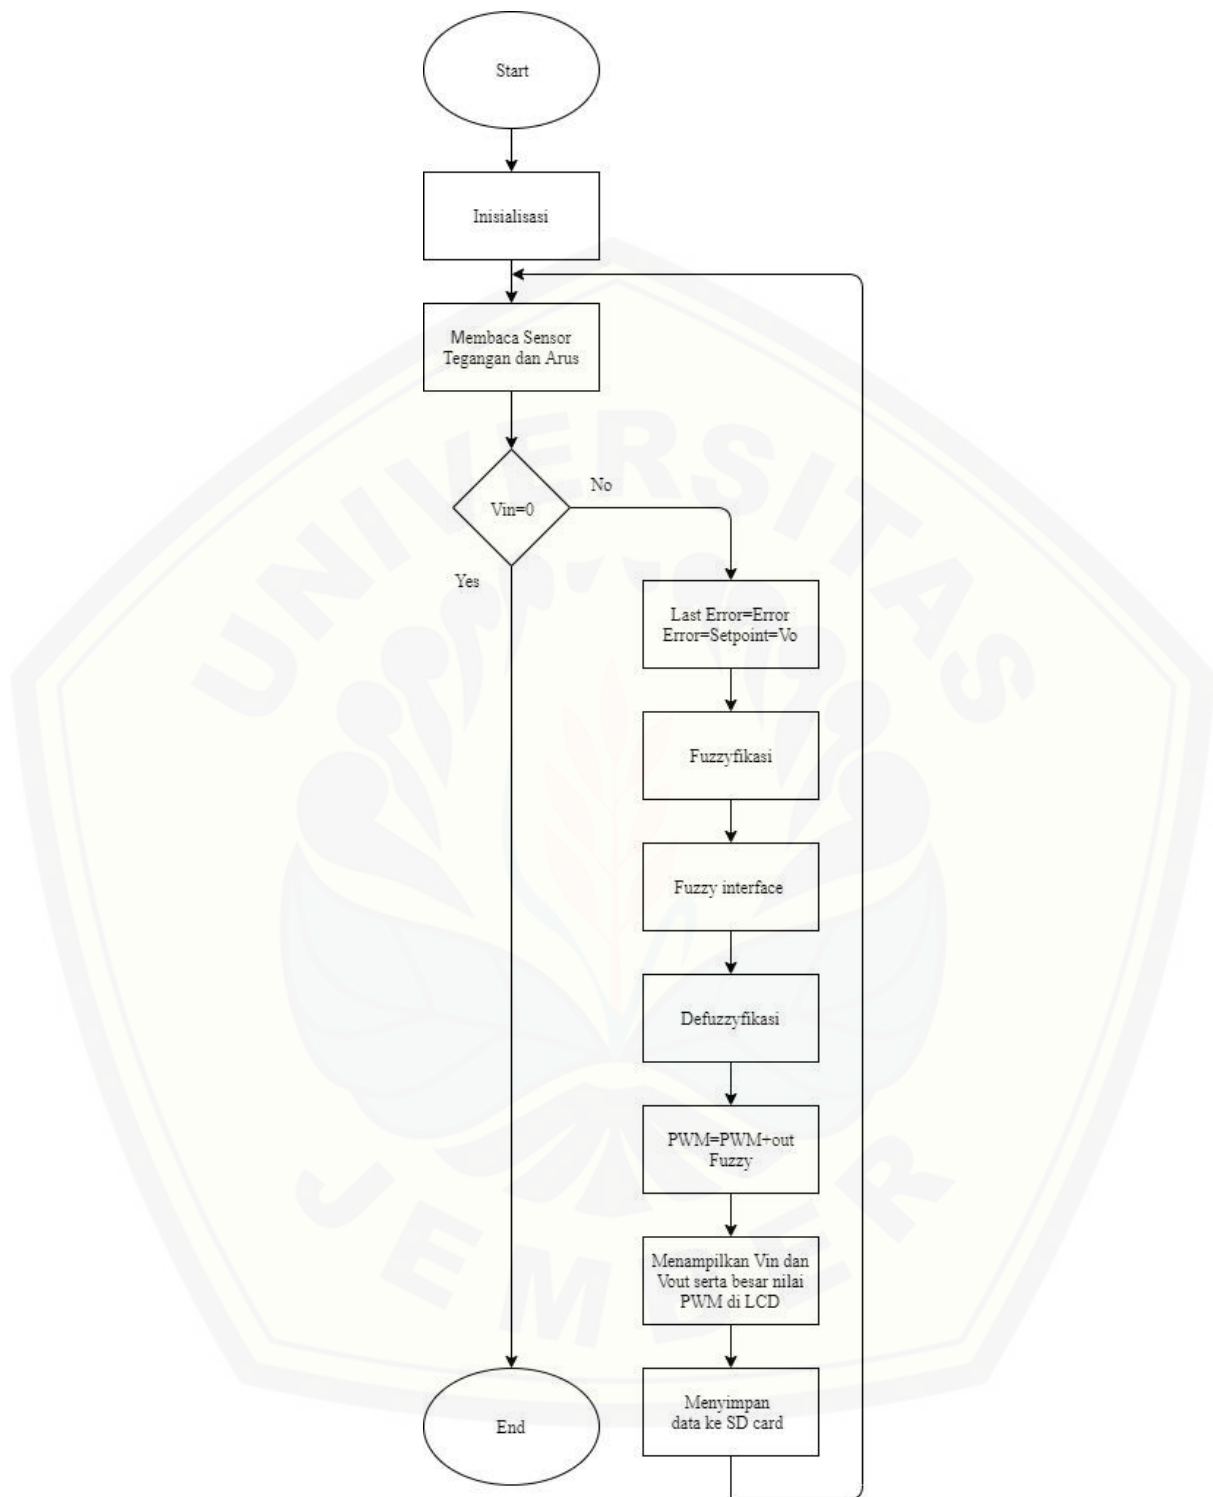 Start
Inisialisasi
Membaca Sensor
Tegangan dan Arus
Vin=0
No
Yes
Last Error=Error
Error=Setpoint=Vo
Fuzzyfikasi
Fuzzy interface
Defuzzyfikasi
PWM=PWM+out
Fuzzy
Menampilkan Vin dan
Vout serta besar nilai
PWM di LCD
Menyimpan
data ke SD card
End
UNIVERSITAS
JEMBER